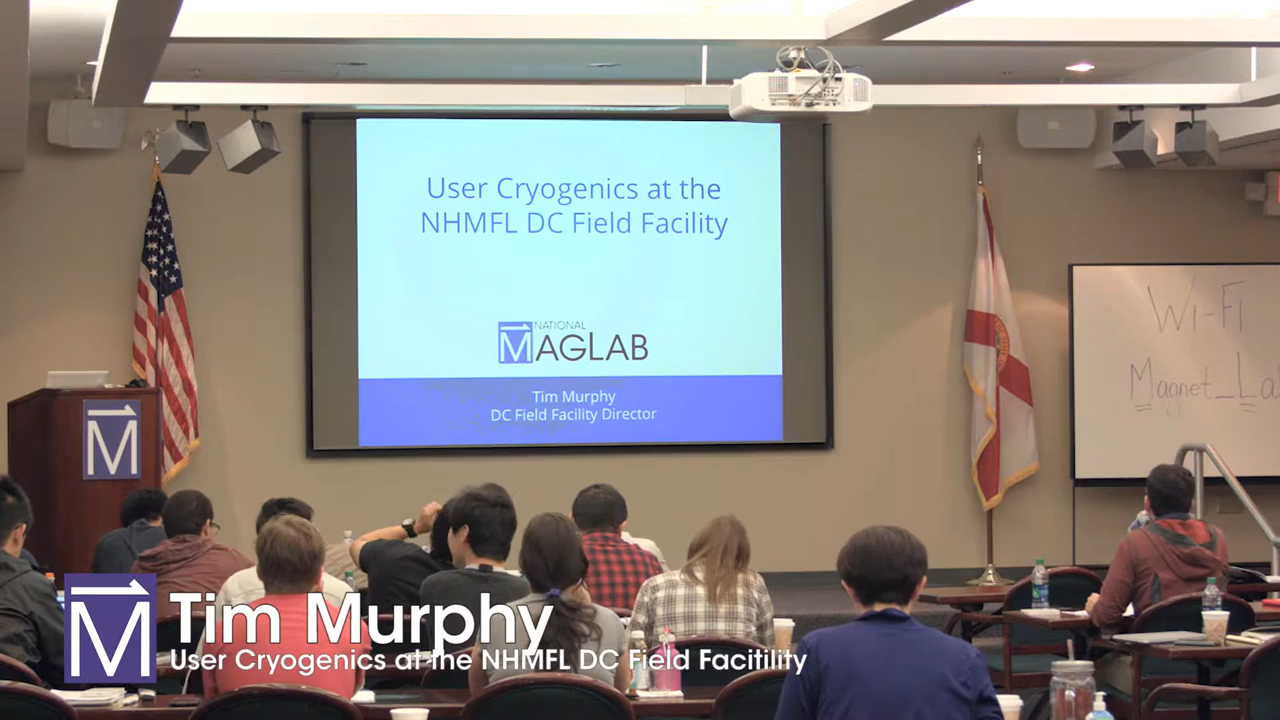 User Cryogenics at the
NHMFL DC Field Facility
NATIONAL
MAGLAB
Tim Murphy
DC Field Facility Director
M
Wi-Fi
Magnet_La
M
Tim Murphy
User Cryogenics at the NHMFL DC Field Facitility